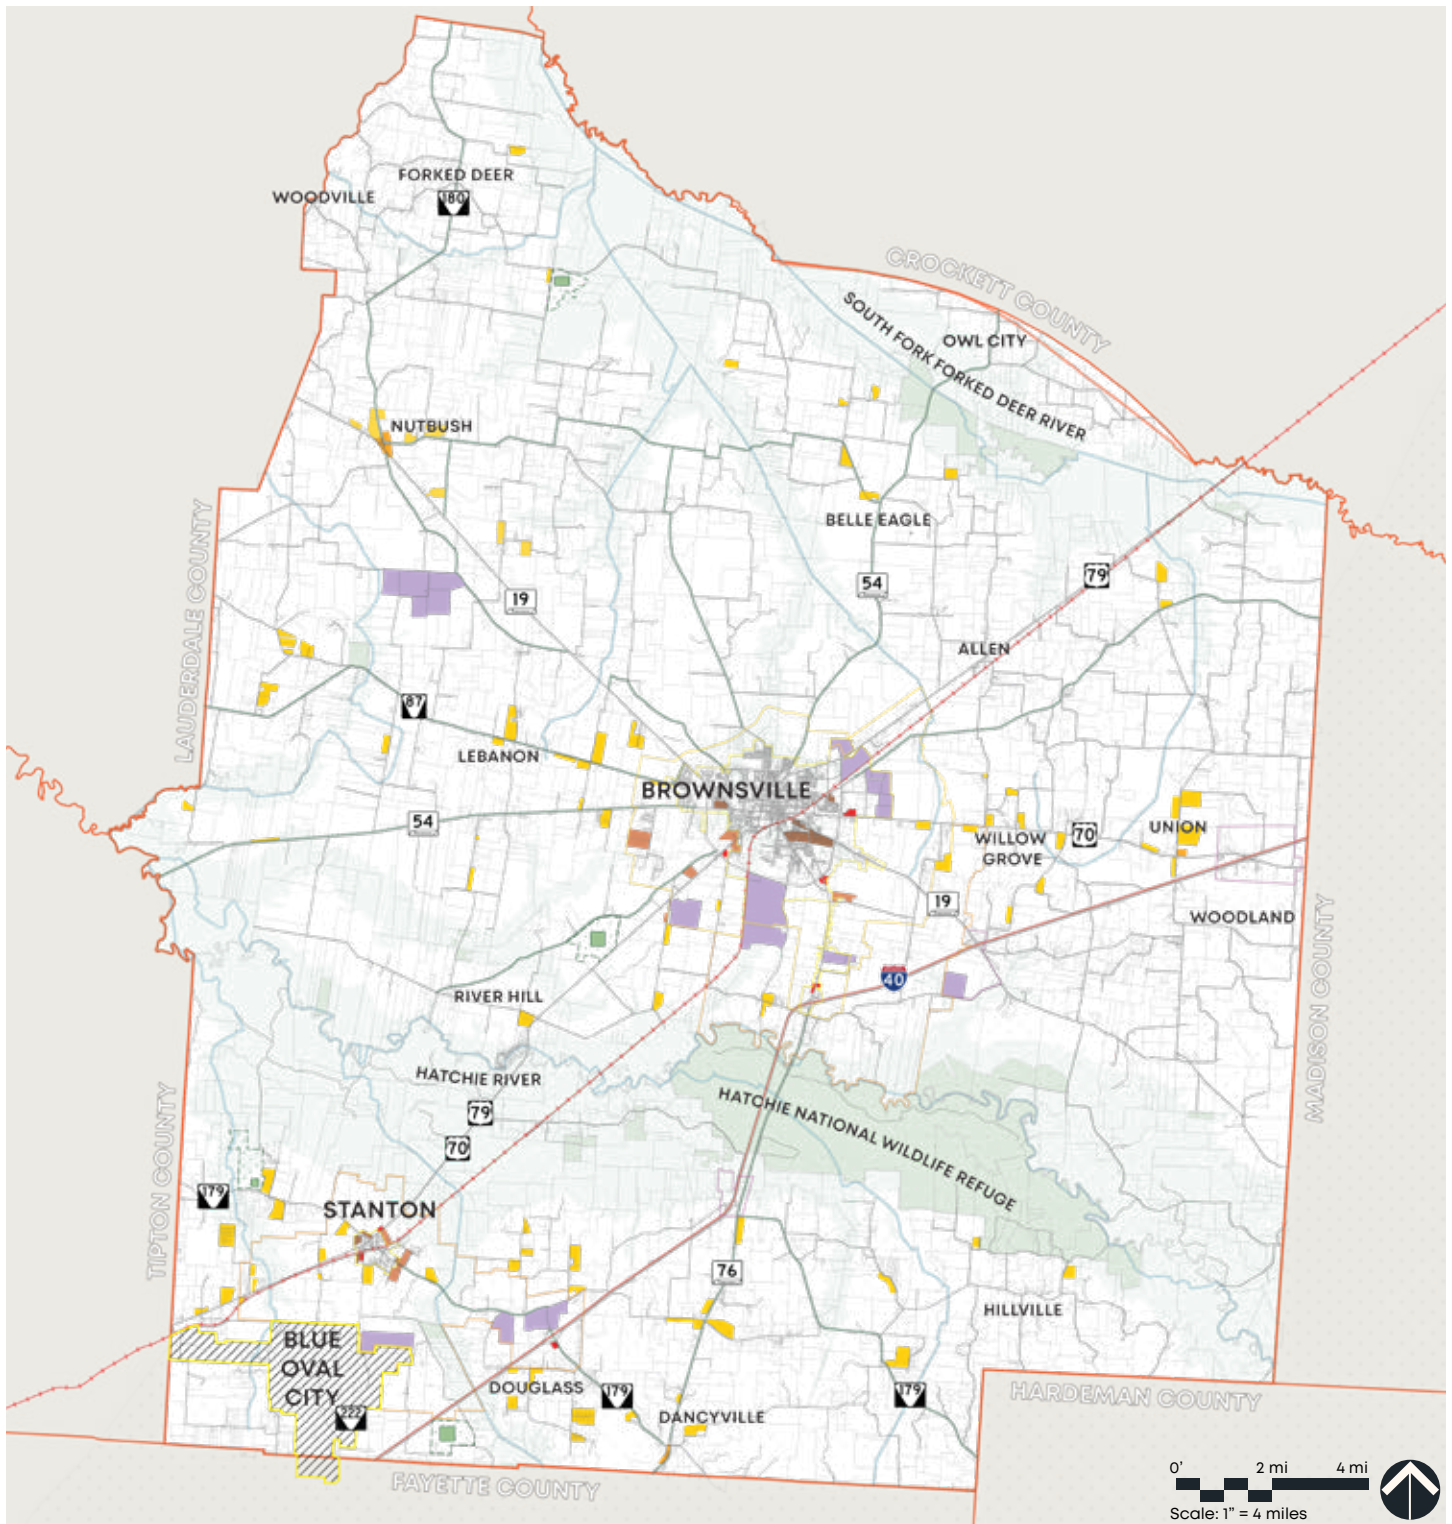 FORKED DEER
WOODVILLE
180
CROCKETT COUNTY
SOUTH FORK FORKED DEER RIVER
OWL CITY
NUTBUSH
BELLE EAGLE
LAUDERDALE COUNTY
19
54
79
ALLEN
87
LEBANON
BROWNSVILLE
54
WILLOW
GROVE
70
UNION
19
WOODLAND
40
RIVER HILL
MADISON COUNTY
HATCHIE RIVER
79
70
HATCHIE NATIONAL WILDLIFE REFUGE
TIPTON COUNTY
179
STANTON
76
HILLVILLE
BLUE
OVAL
CITY
222
DOUGLASS
179
DANCYVILLE
179
HARDEMAN COUNTY
FAYETTE COUNTY
0' 2 mi 4 mi
Scale: 1" = 4 miles